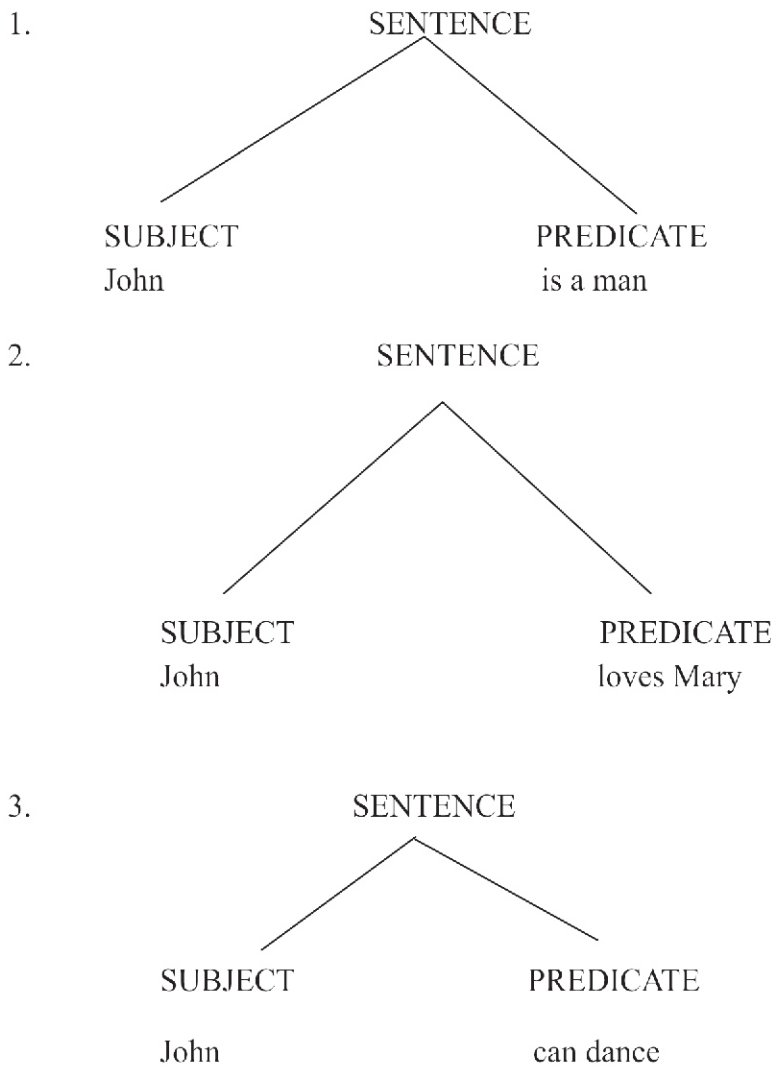 1. SENTENCE
SUBJECT PREDICATE
John is a man
2. SENTENCE
SUBJECT PREDICATE
John loves Mary
3. SENTENCE
SUBJECT PREDICATE
John can dance